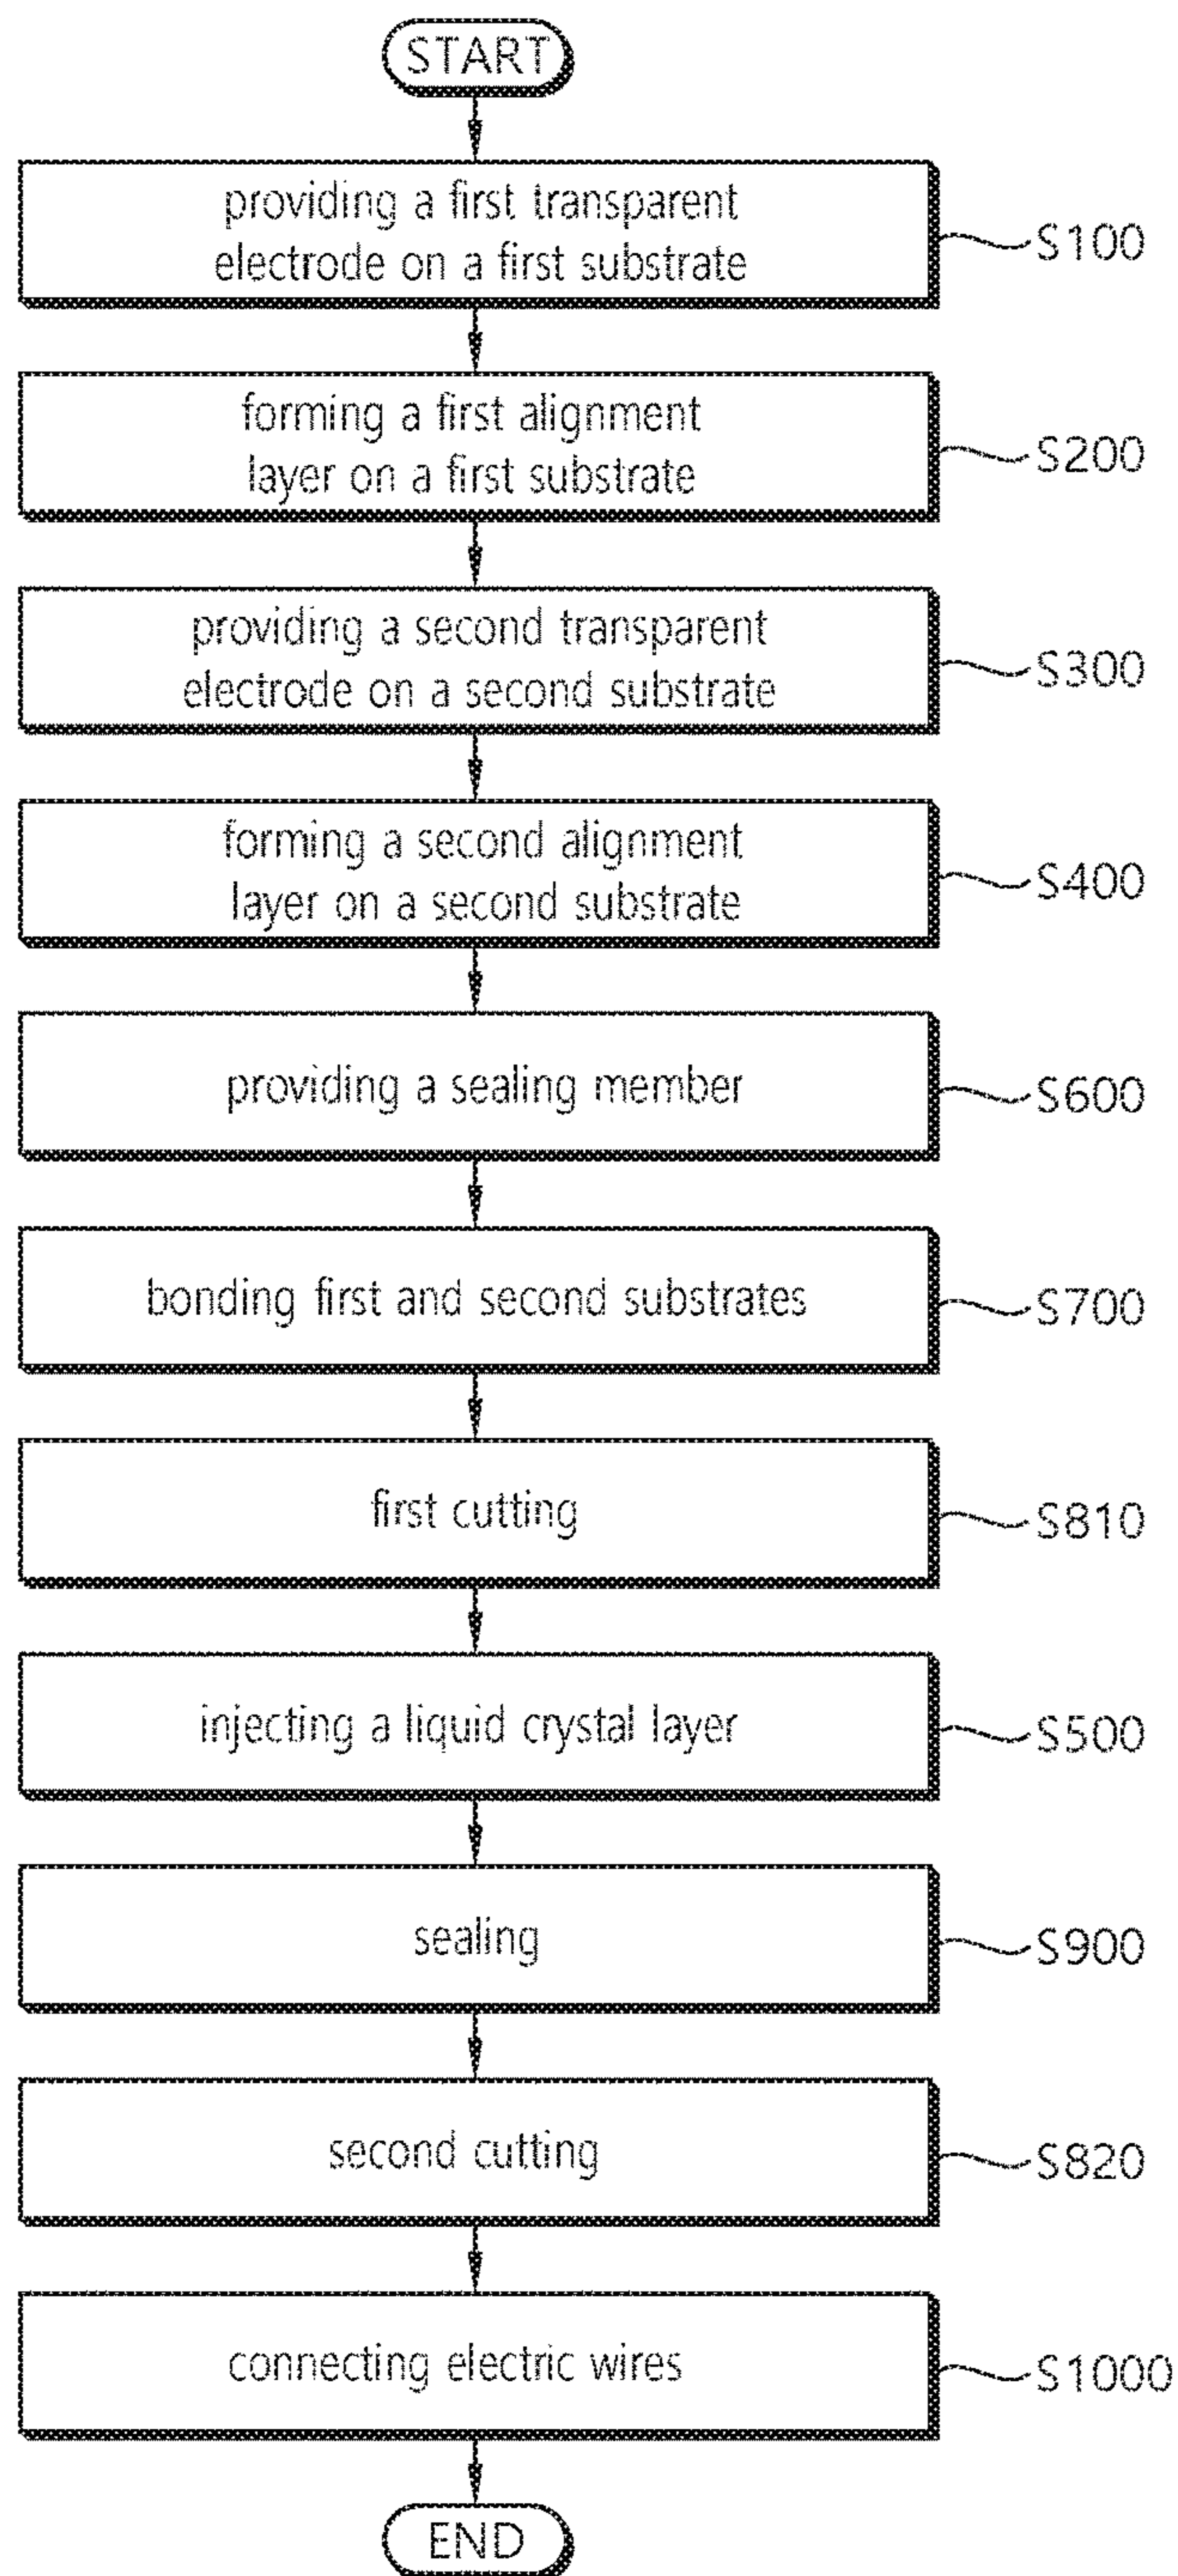 START
providing a first transparent
electrode on a first substrate
S100
forming a first alignment
layer on a first substrate
S200
providing a second transparent
electrode on a second substrate
S300
forming a second alignment
layer on a second substrate
S400
providing a sealing member
S600
bonding first and second substrates
S700
first cutting
S810
injecting a liquid crystal layer
S500
sealing
S900
second cutting
S820
connecting electric wires
S1000
END